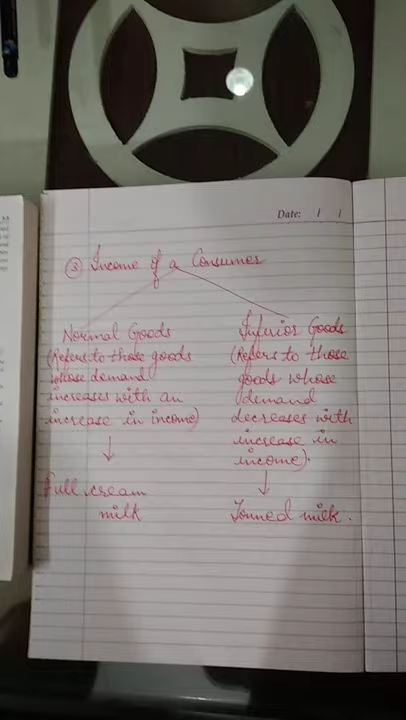 Date: / /
③ Income of a Consumer
Normal Goods
(Refers to those goods
whose demand
increases with an
increase in income)
↓
Full cream
milk
Inferior Goods
(Refers to those
goods whose
demand
decreases with
increase in
income).
↓
Tonned milk.